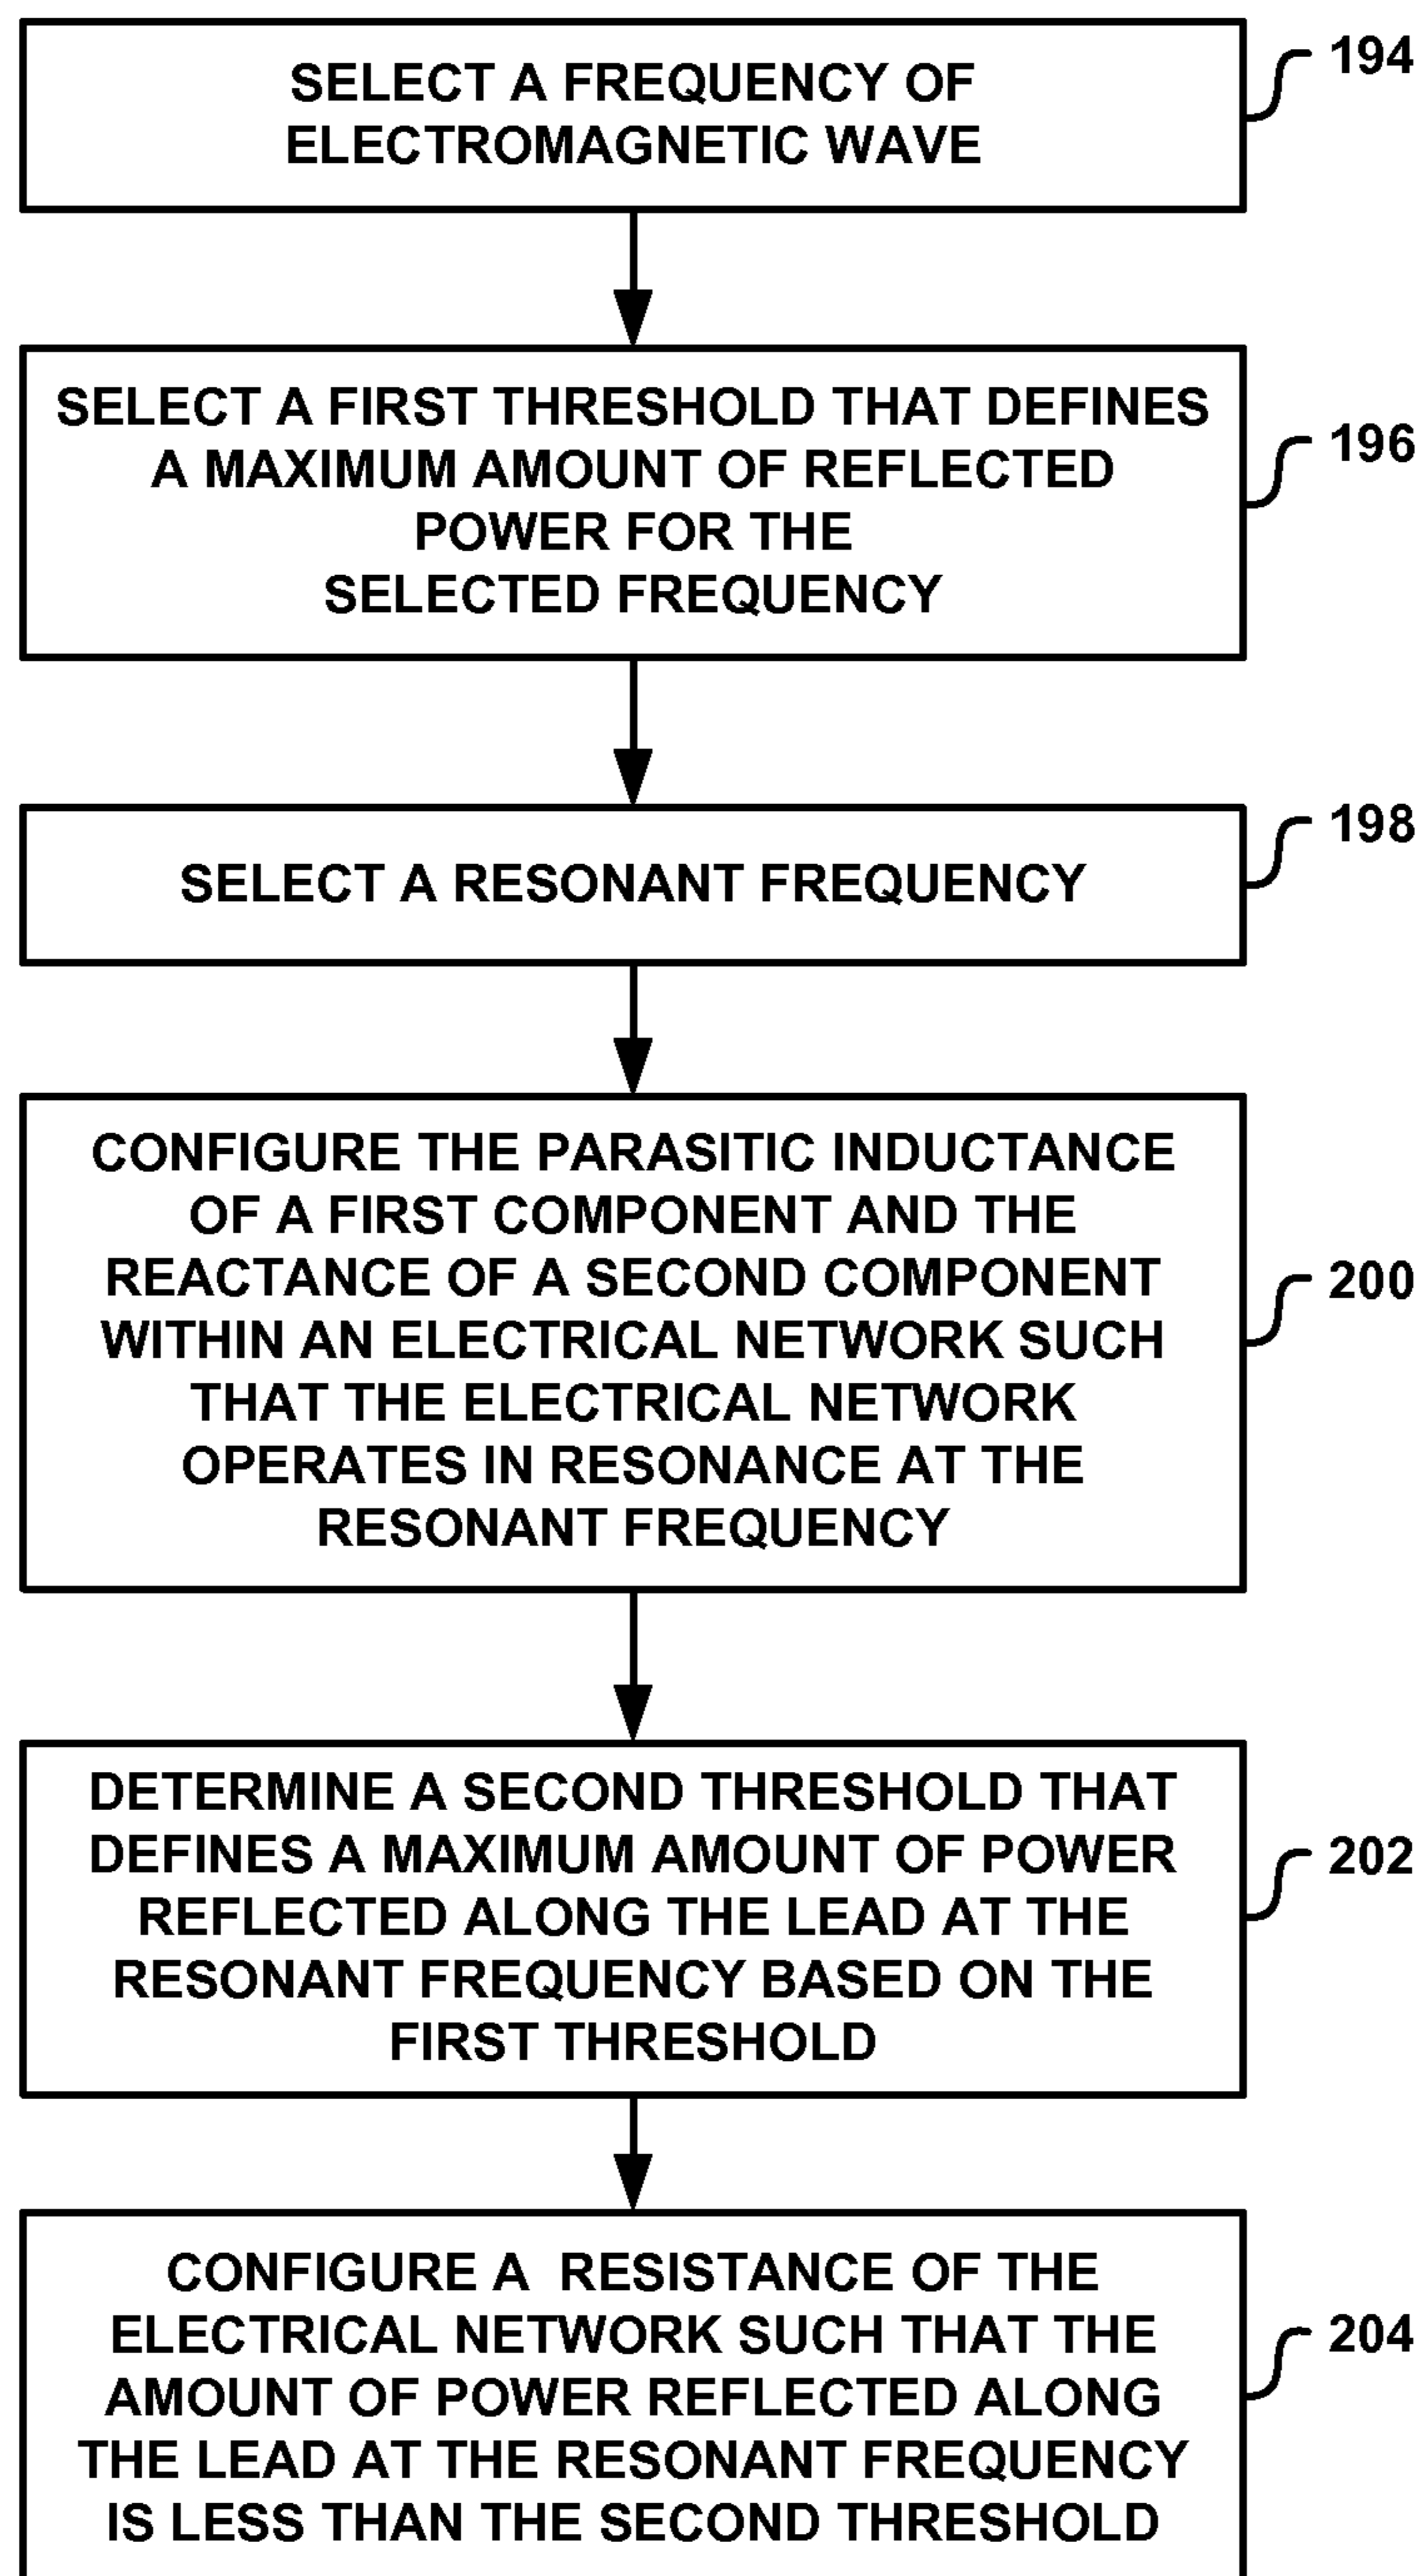 SELECT A FREQUENCY OF
ELECTROMAGNETIC WAVE
194
SELECT A FIRST THRESHOLD THAT DEFINES
A MAXIMUM AMOUNT OF REFLECTED
POWER FOR THE
SELECTED FREQUENCY
196
SELECT A RESONANT FREQUENCY
198
CONFIGURE THE PARASITIC INDUCTANCE
OF A FIRST COMPONENT AND THE
REACTANCE OF A SECOND COMPONENT
WITHIN AN ELECTRICAL NETWORK SUCH
THAT THE ELECTRICAL NETWORK
OPERATES IN RESONANCE AT THE
RESONANT FREQUENCY
200
DETERMINE A SECOND THRESHOLD THAT
DEFINES A MAXIMUM AMOUNT OF POWER
REFLECTED ALONG THE LEAD AT THE
RESONANT FREQUENCY BASED ON THE
FIRST THRESHOLD
202
CONFIGURE A RESISTANCE OF THE
ELECTRICAL NETWORK SUCH THAT THE
AMOUNT OF POWER REFLECTED ALONG
THE LEAD AT THE RESONANT FREQUENCY
IS LESS THAN THE SECOND THRESHOLD
204